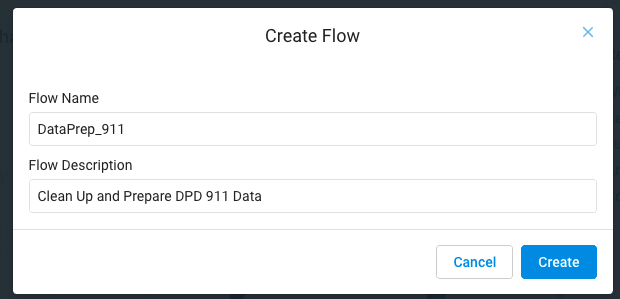 Create Flow
Flow Name
DataPrep_911
Flow Description
Clean Up and Prepare DPD 911 Data
Cancel
Create